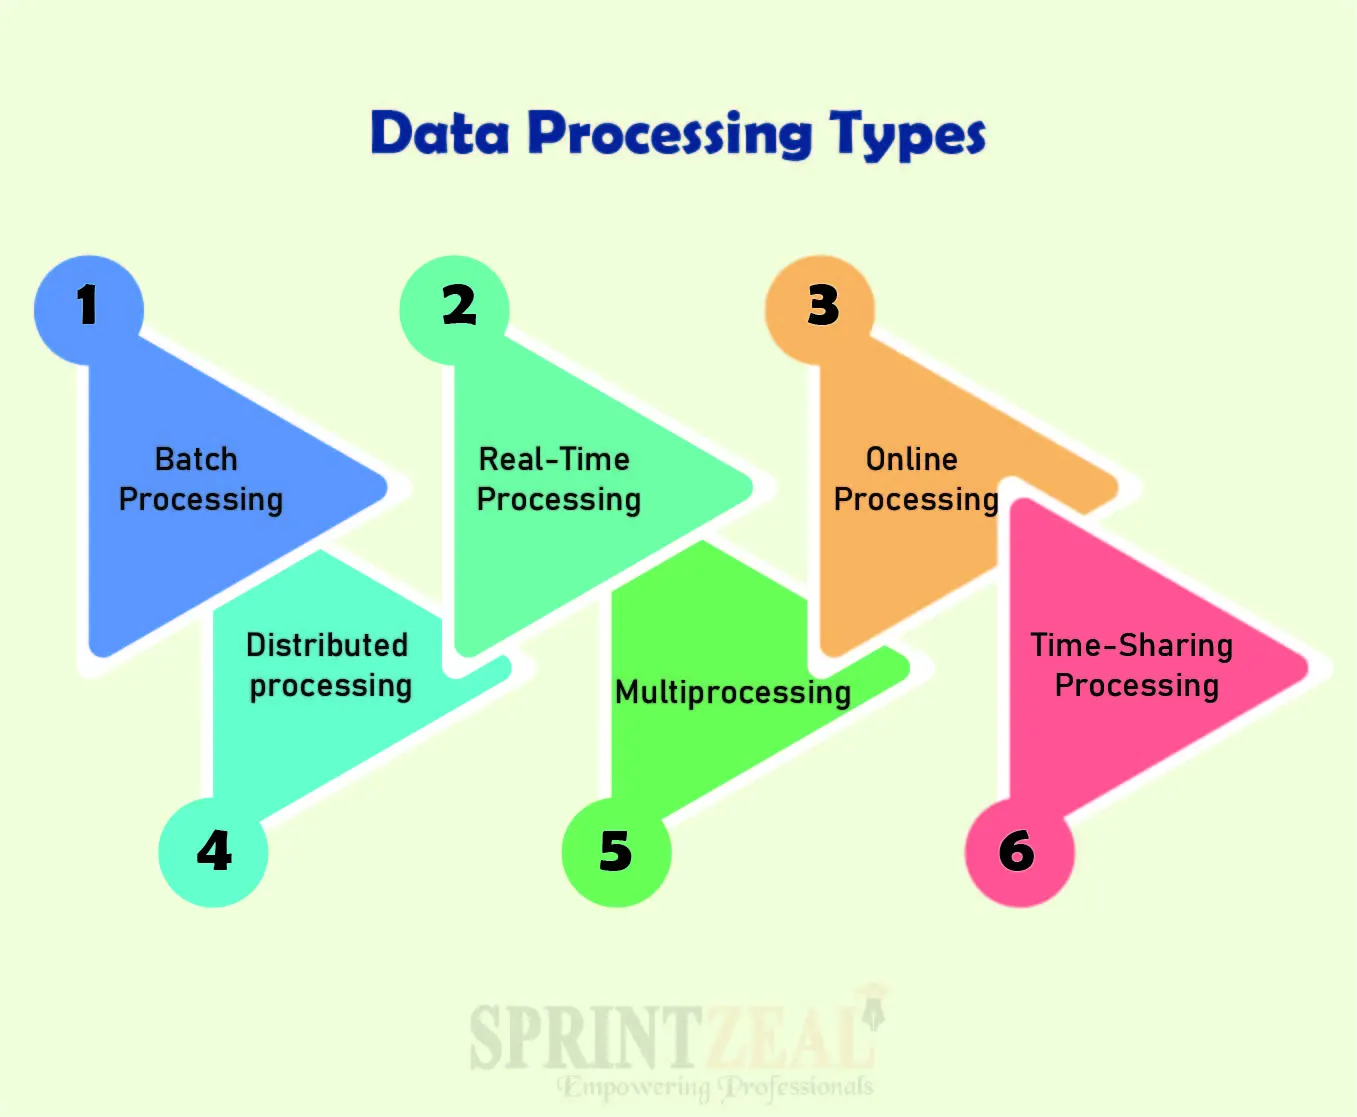 Data Processing Types
1
Batch
Processing
2
Real-Time
Processing
3
Online
Processing
4
Distributed
processing
5
Multiprocessing
6
Time-Sharing
Processing
SPRINTZEAL
Empowering Professionals